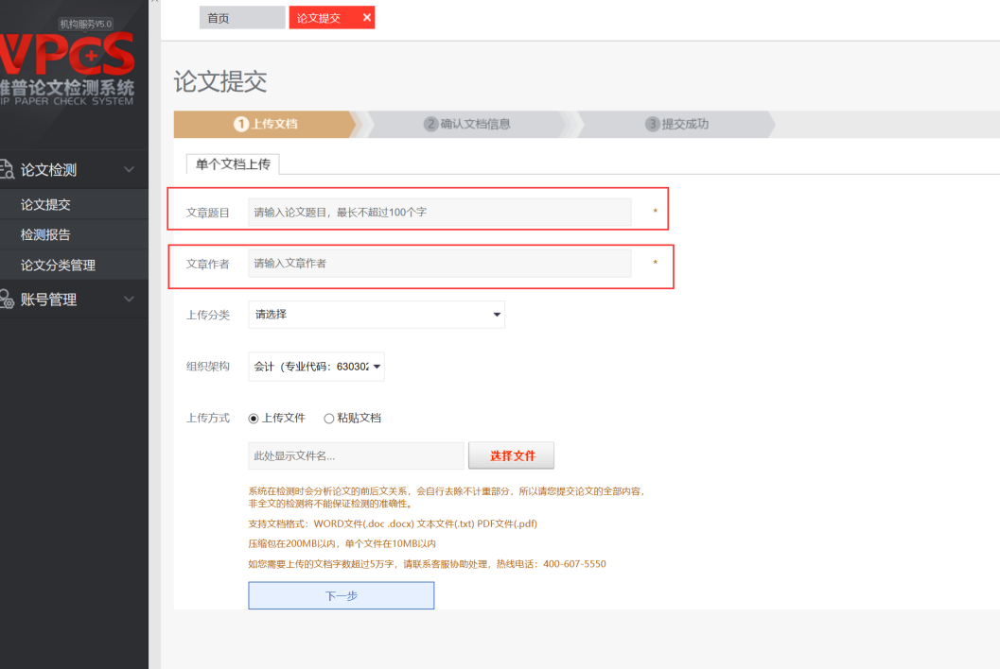 机构服务V5.0
首页
论文提交
VPCS
维普论文检测系统
VIP PAPER CHECK SYSTEM
论文提交
1 上传文档
2 确认文档信息
3 提交成功
论文检测
论文提交
检测报告
论文分类管理
账号管理
单个文档上传
文章题目 请输入论文题目，最长不超过100个字 *
文章作者 请输入文章作者 *
上传分类 请选择
组织架构 会计（专业代码：630302
上传方式 上传文件 粘贴文档
此处显示文件名... 选择文件
系统在检测时会分析论文的前后文关系，会自行去除不计重部分，所以请您提交论文的全部内容，
非全文的检测将不能保证检测的准确性。
支持文档格式：WORD文件(.doc .docx) 文本文件(.txt) PDF文件(.pdf)
压缩包在200MB以内，单个文件在10MB以内
如您需要上传的文档字数超过5万字，请联系客服协助处理，热线电话：400-607-5550
下一步